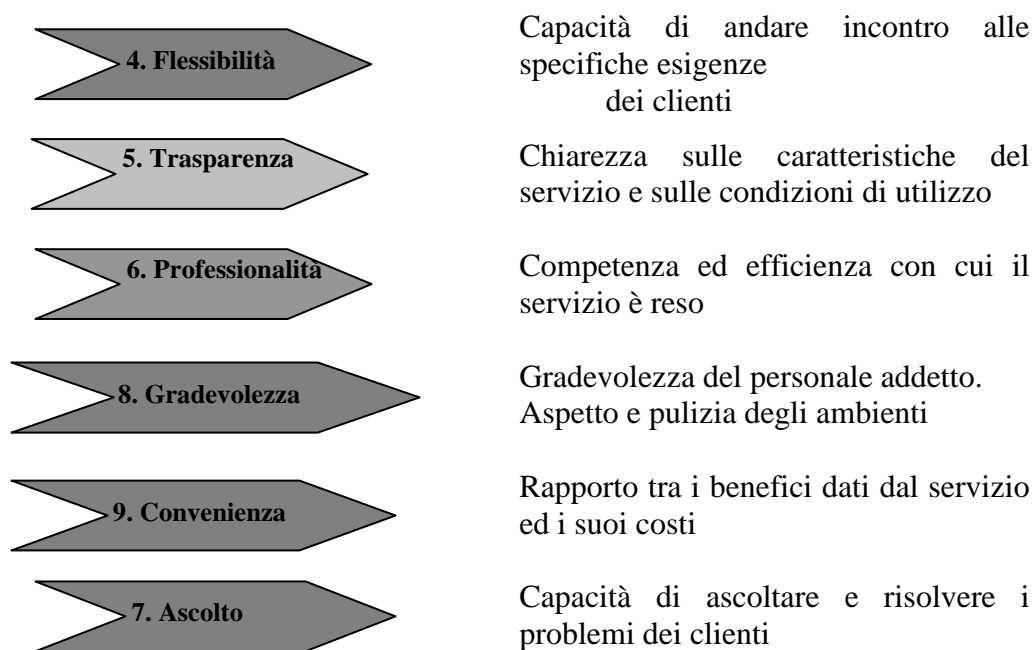 4. Flessibilità
Capacità di andare incontro alle
specifiche esigenze
dei clienti
5. Trasparenza
Chiarezza sulle caratteristiche del
servizio e sulle condizioni di utilizzo
6. Professionalità
Competenza ed efficienza con cui il
servizio è reso
8. Gradevolezza
Gradevolezza del personale addetto.
Aspetto e pulizia degli ambienti
9. Convenienza
Rapporto tra i benefici dati dal servizio
ed i suoi costi
7. Ascolto
Capacità di ascoltare e risolvere i
problemi dei clienti